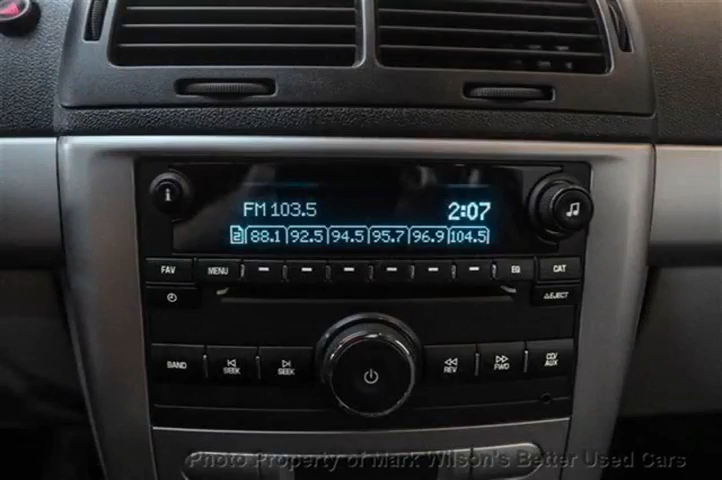 i
FM 103.5 2:07
2 88.1 92.5 94.5 95.7 96.9 104.5
FAV MENU EQ CAT
EJECT
BAND SEEK SEEK REV FWD CD/AUX
Photo Property of Mark Wilson's Better Used Cars